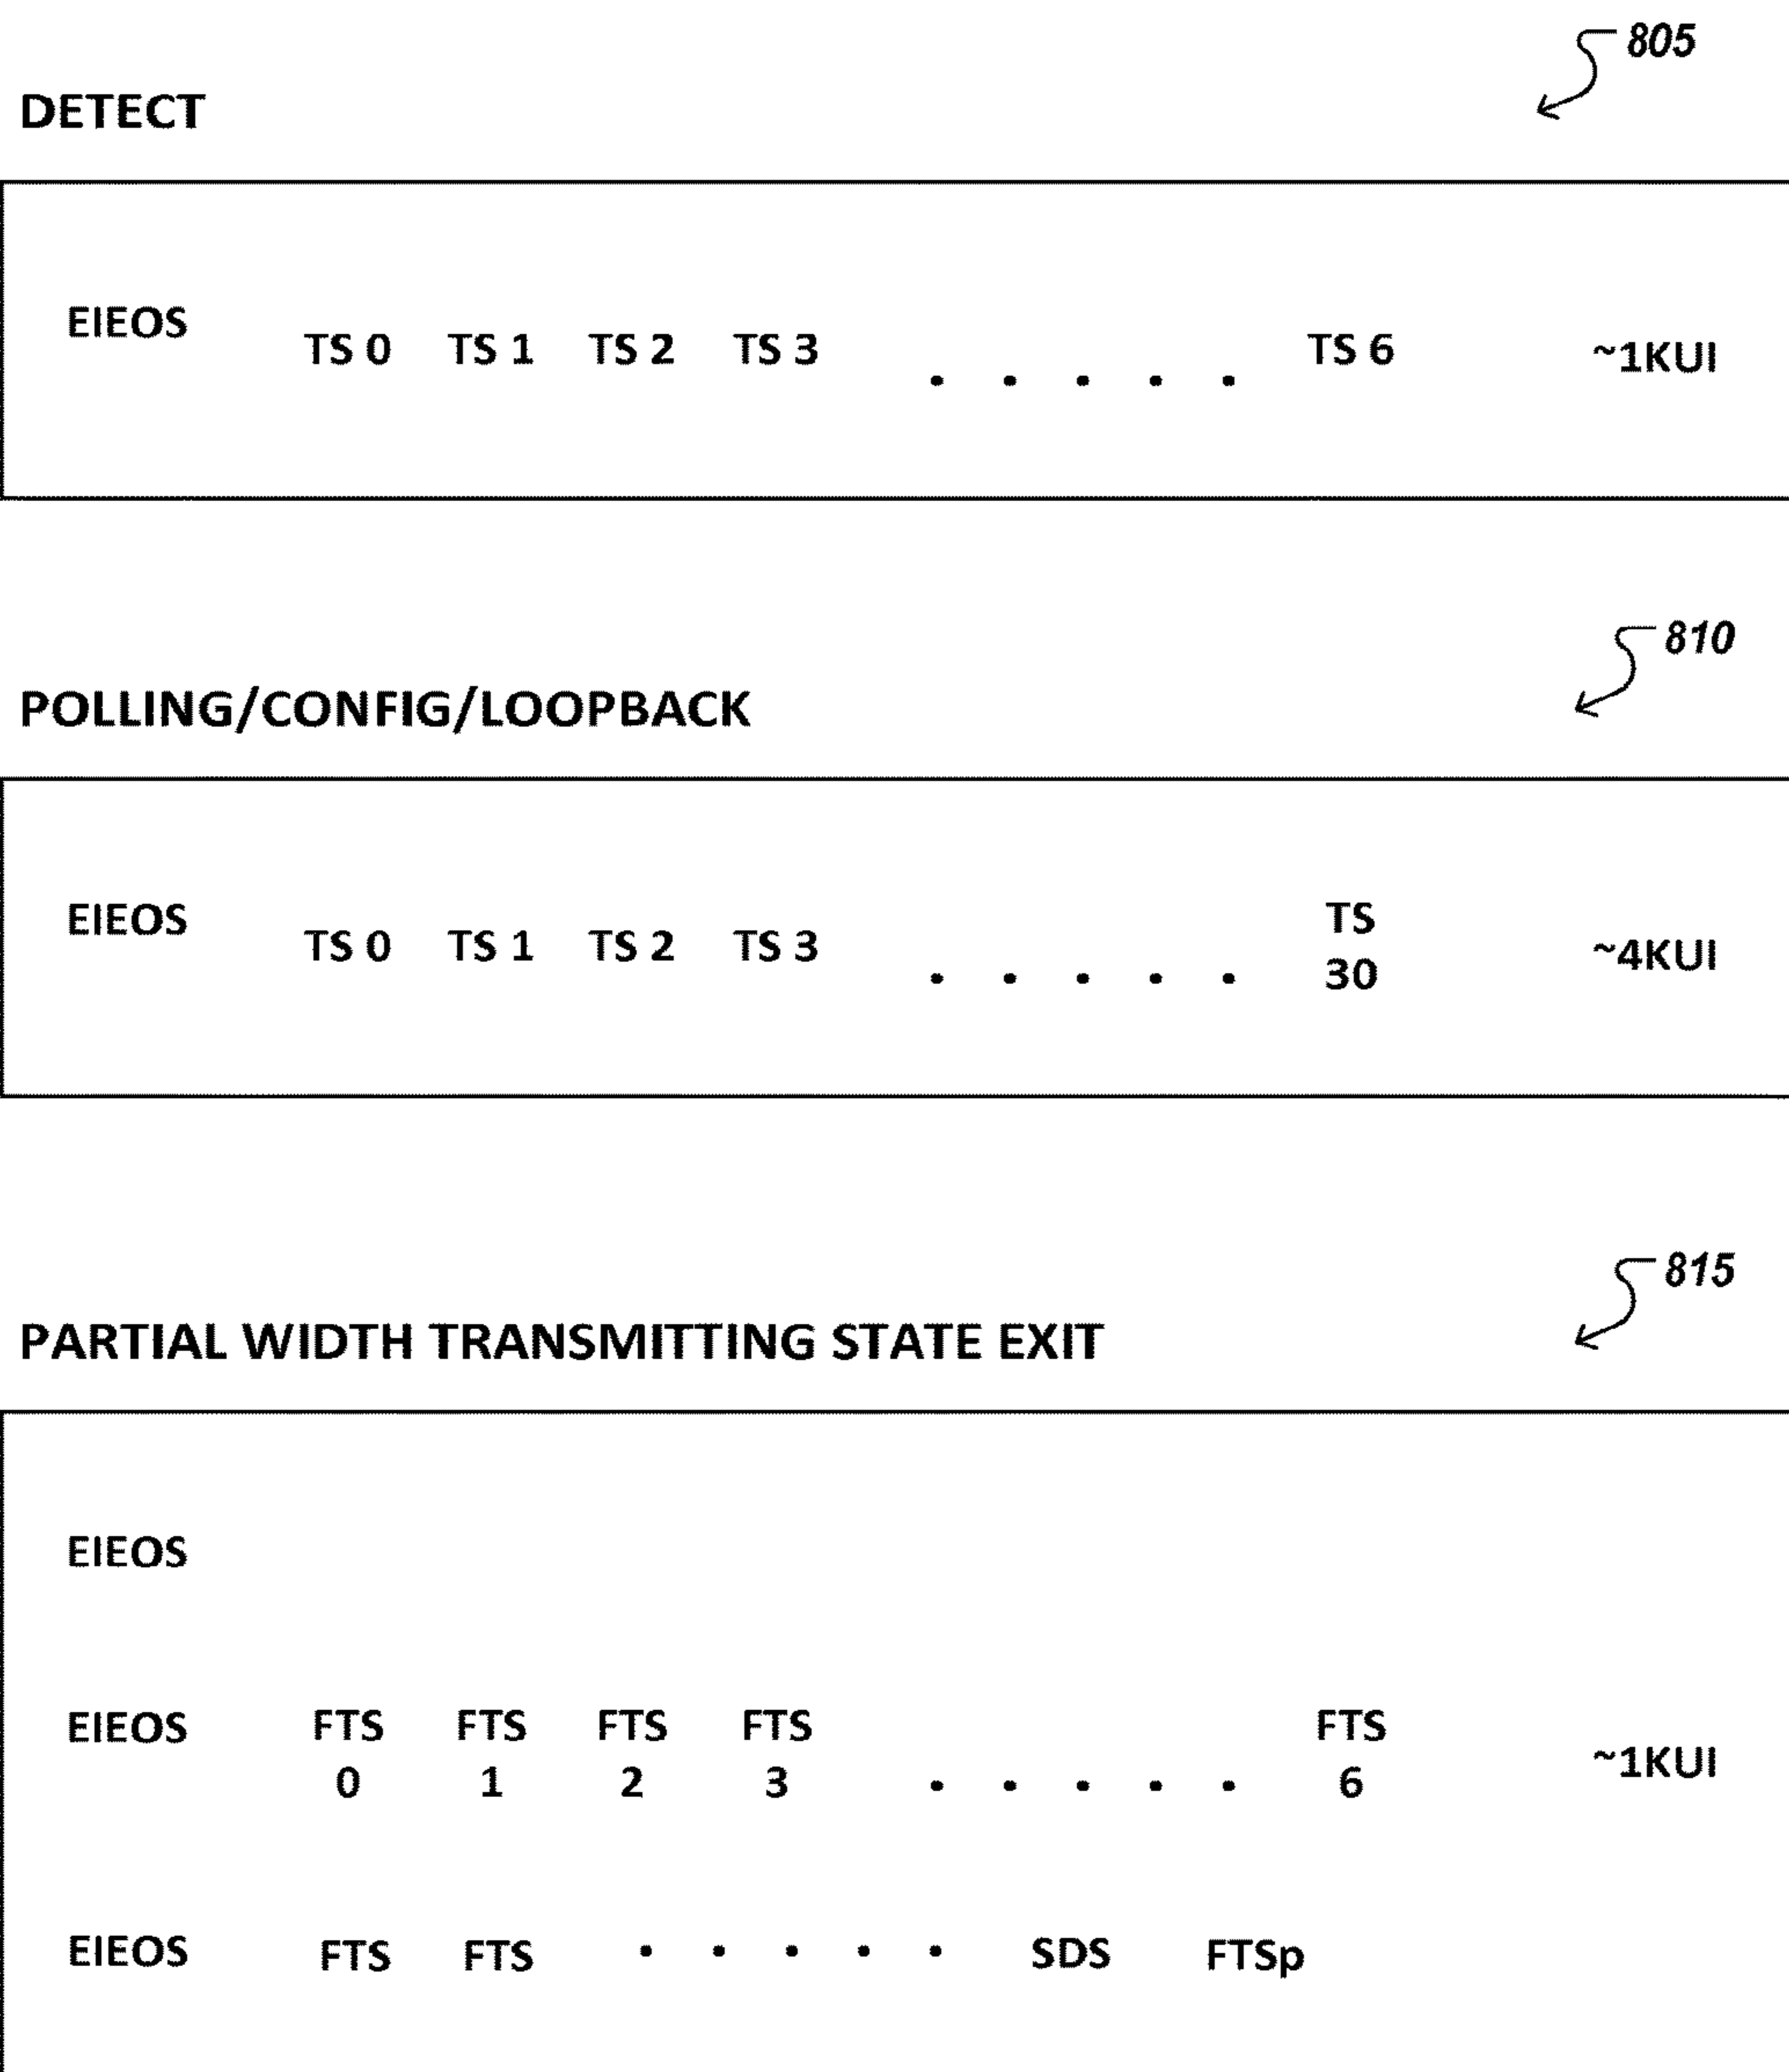 805
DETECT
EIEOS TS 0 TS 1 TS 2 TS 3 . . . . . TS 6 ~1KUI
810
POLLING/CONFIG/LOOPBACK
EIEOS TS 0 TS 1 TS 2 TS 3 . . . . . TS 30 ~4KUI
815
PARTIAL WIDTH TRANSMITTING STATE EXIT
EIEOS
EIEOS FTS 0 FTS 1 FTS 2 FTS 3 . . . . . FTS 6 ~1KUI
EIEOS FTS FTS . . . . . SDS FTSp